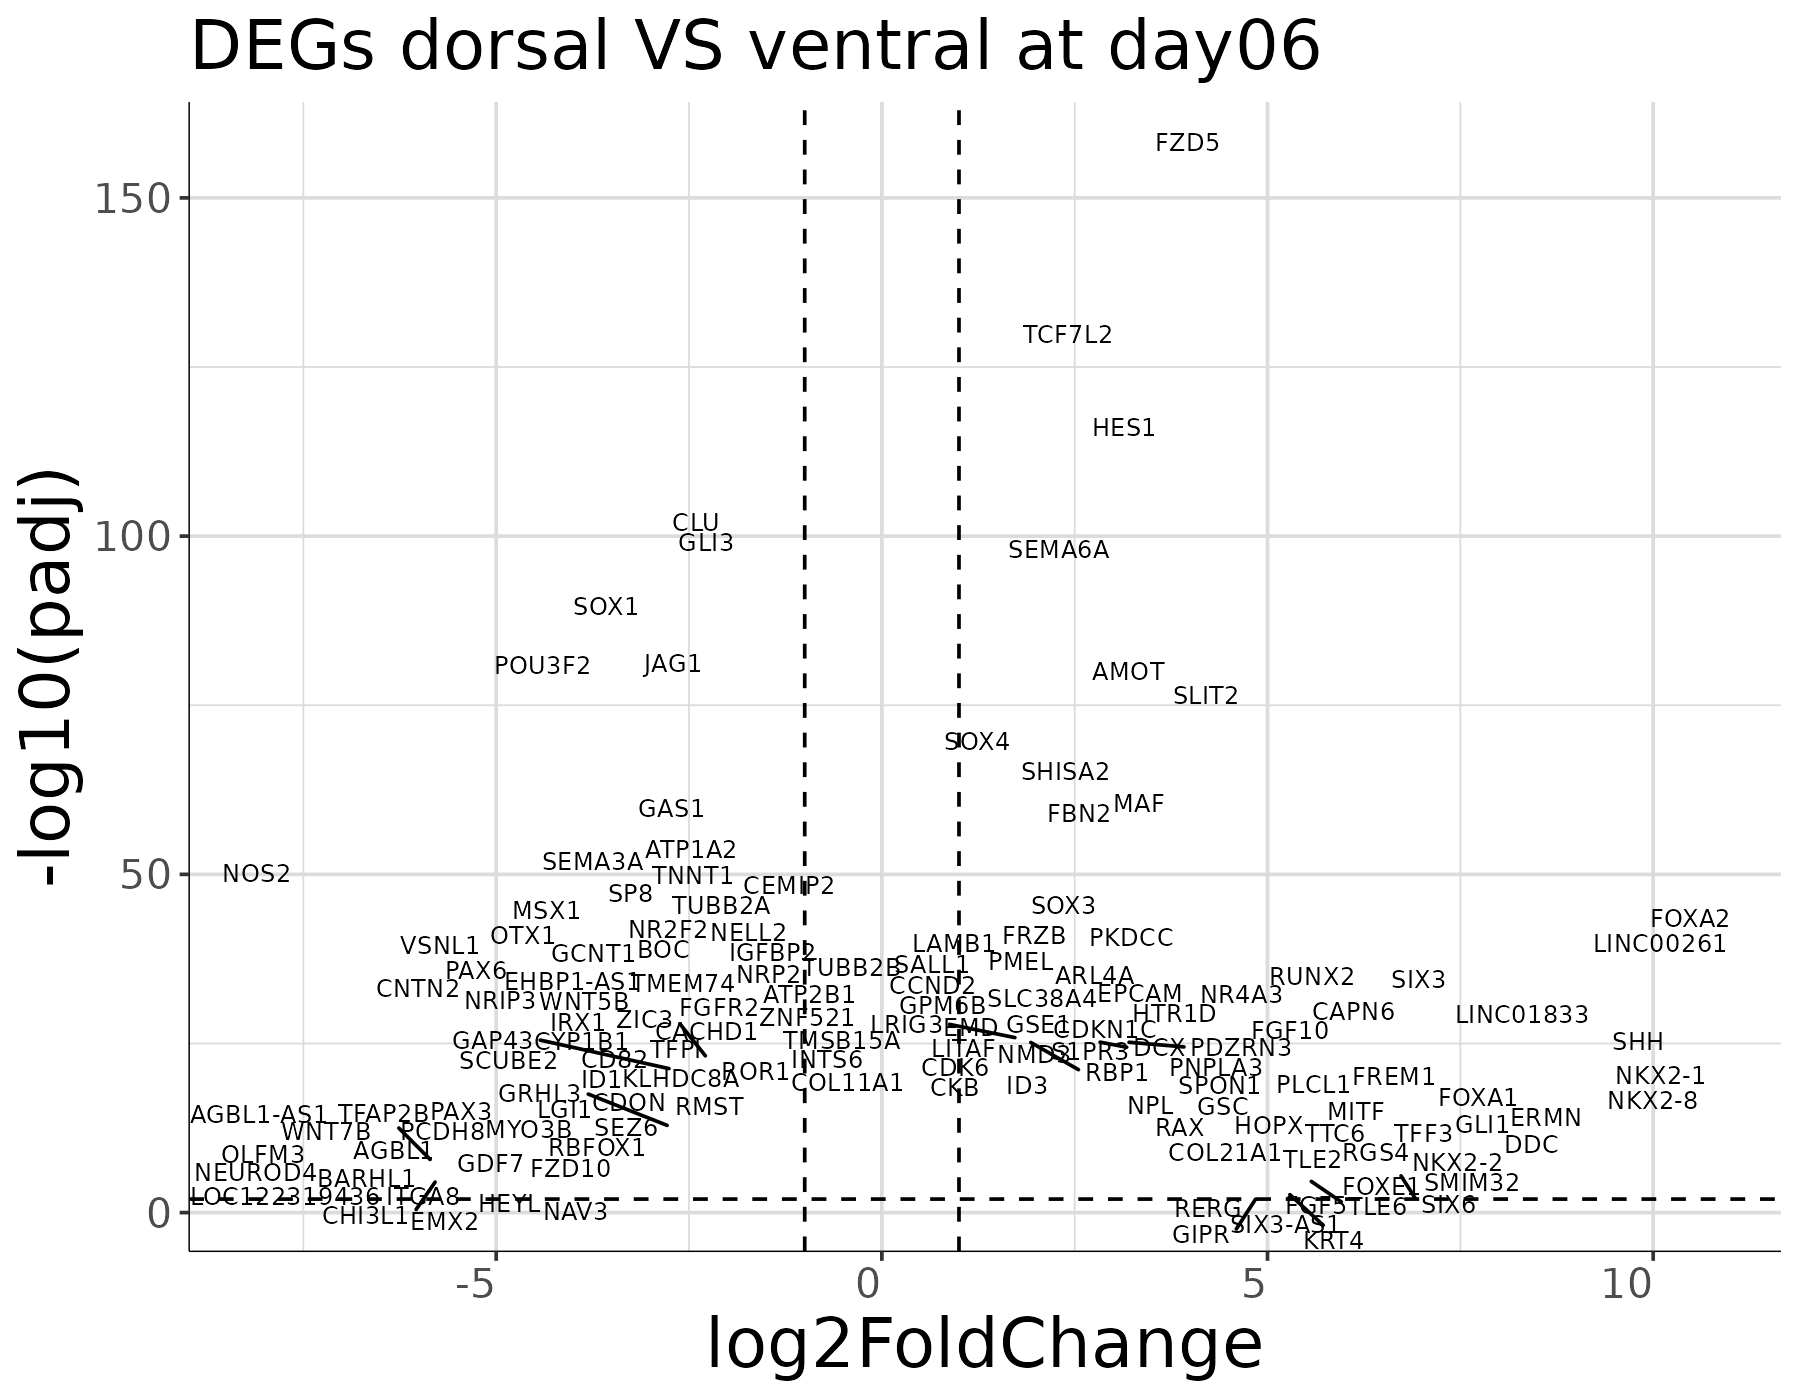 DEGs dorsal VS ventral at day06
-log10(padj)
150
100
50
0
FZD5
TCF7L2
HES1
CLU
GLI3
SEMA6A
SOX1
POU3F2 JAG1
AMOT
SLIT2
SOX4
SHISA2
MAF
GAS1 FBN2
ATP1A2
SEMA3A
NOS2 TNNT1
CEMIP2
SP8
TUBB2A SOX3
MSX1
FOXA2
NR2F2 NELL2
OTX1 FRZB PKDCC
VSNL1 LAMB1 LINC00261
GCNT1 BOC IGFBP2
PMEL
PAX6 TUBB2B SALL1
NRP2 ARL4A RUNX2 SIX3
EHBP1-AS1 TMEM74
CNTN2 CCND2
ATP2B1 EPCAM NR4A3
NRIP3 WNT5B SLC38A4
FGFR2 GPM6B CAPN6
HTR1D LINC01833
ZIC3 ZNF521
IRX1 LRIG3 EMD GSE1
CACHD1 CDKN1C FGF10
GAP43 CYP1B1 TMSB15A SHH
TFPI LITAF DCX PDZRN3
NMD3 S1PR3
SCUBE2 CD82 INTS6
CDK6 PNPLA3
ROR1 RBP1 FREM1 NKX2-1
ID1 KLHDC8A COL11A1
CKB ID3 SPON1 PLCL1
GRHL3 FOXA1
NKX2-8
CDON RMST NPL GSC
LGI1 MITF
AGBL1-AS1 TFAP2B PAX3 ERMN
GLI1
WNT7B PCDH8 MYO3B SEZ6 RAX HOPX
TTC6 TFF3
AGBL1 RBFOX1 DDC
OLFM3 COL21A1 RGS4
TLE2
GDF7 FZD10 NKX2-2
NEUROD4 BARHL1
SMIM32
LOC122319436 ITGA8 FOXE1
HEYL NAV3 RERG FGF5 TLE6 SIX6
CHI3L1 EMX2 SIX3-AS1
GIPR KRT4
-5 0 5 10
log2FoldChange